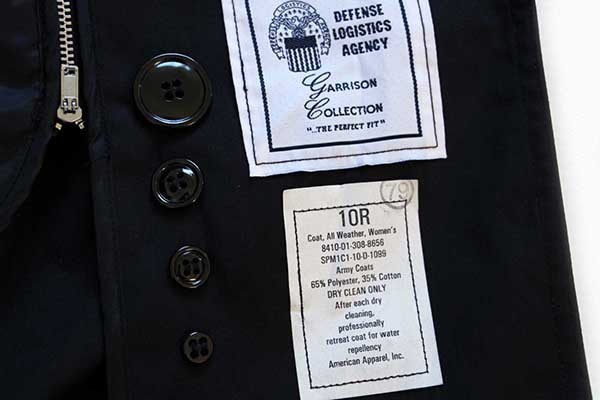 DEFENSE
LOGISTICS
AGENCY
GARRISON
COLLECTION
"...THE PERFECT FIT"
79
10R
Coat, All Weather, Women's
8410-01-308-8656
SPM1C1-10-D-1099
Army Coats
65% Polyester, 35% Cotton
DRY CLEAN ONLY
After each dry
cleaning,
professionally
retreat coat for water
repellency
American Apparel, Inc.